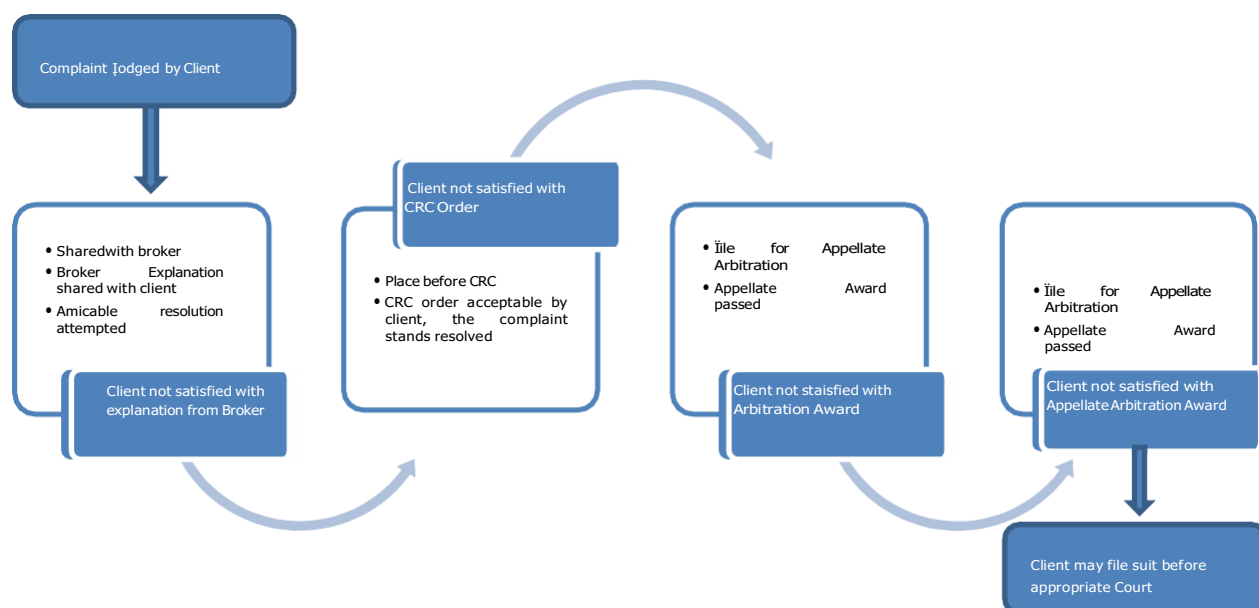 Complaint Įodged by Client
• Sharedwith broker
• Broker Explanation
shared with client
• Amicable resolution
attempted
Client not satisfied with
explanation from Broker
Client not satisfied with
CRC Order
• Place before CRC
• CRC order acceptable by
client, the complaint
stands resolved
• Ïile for Appellate
Arbitration
• Appellate Award
passed
Client not staisfied with
Arbitration Award
• Ïile for Appellate
Arbitration
• Appellate Award
passed
Client not satisfied with
Appellate Arbitration Award
Client may file suit before
appropriate Court